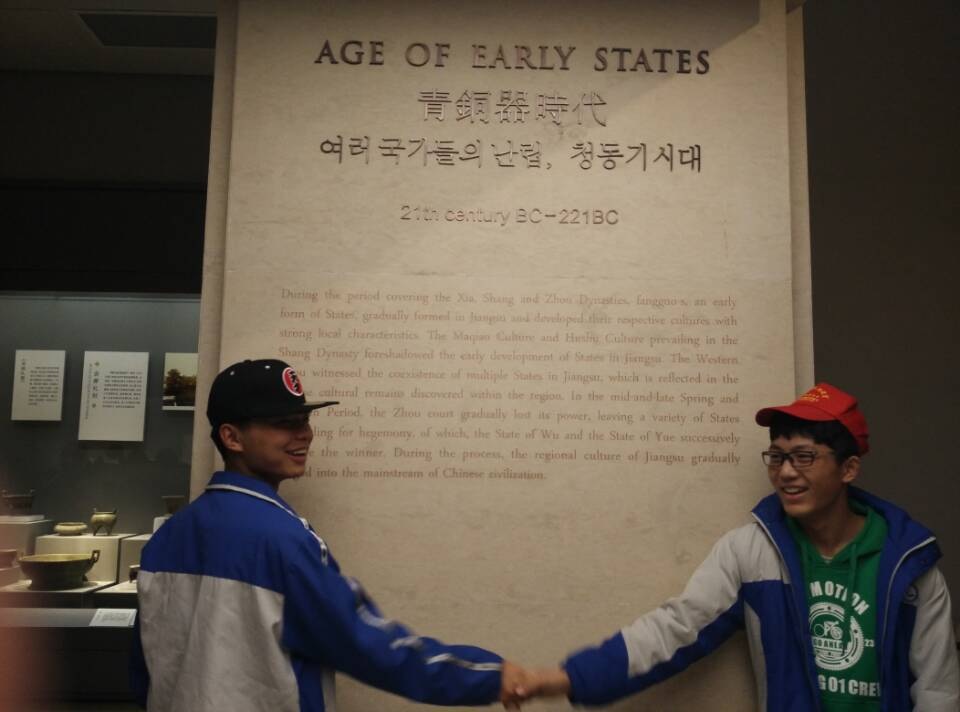 AGE OF EARLY STATES
青銅器時代
여러 국가들의 난립, 청동기시대
21th century BC-221BC
During the period covering the Xia, Shang and Zhou Dynasties, fangguo-s, an early
form of States, gradually formed in Jiangsu and developed their respective cultures with
strong local characteristics. The Maqiao Culture and Hushu Culture prevailing in the
Shang Dynasty foreshadowed the early development of States in Jiangsu. The Western
witnessed the coexistence of multiple States in Jiangsu, which is reflected in the
cultural remains discovered within the region. In the mid-and-late Spring and
Period, the Zhou court gradually lost its power, leaving a variety of States
for hegemony, of which, the State of Wu and the State of Yue successively
the winner. During the process, the regional culture of Jiangsu gradually
into the mainstream of Chinese civilization.
MOTION
23
G01 CREW